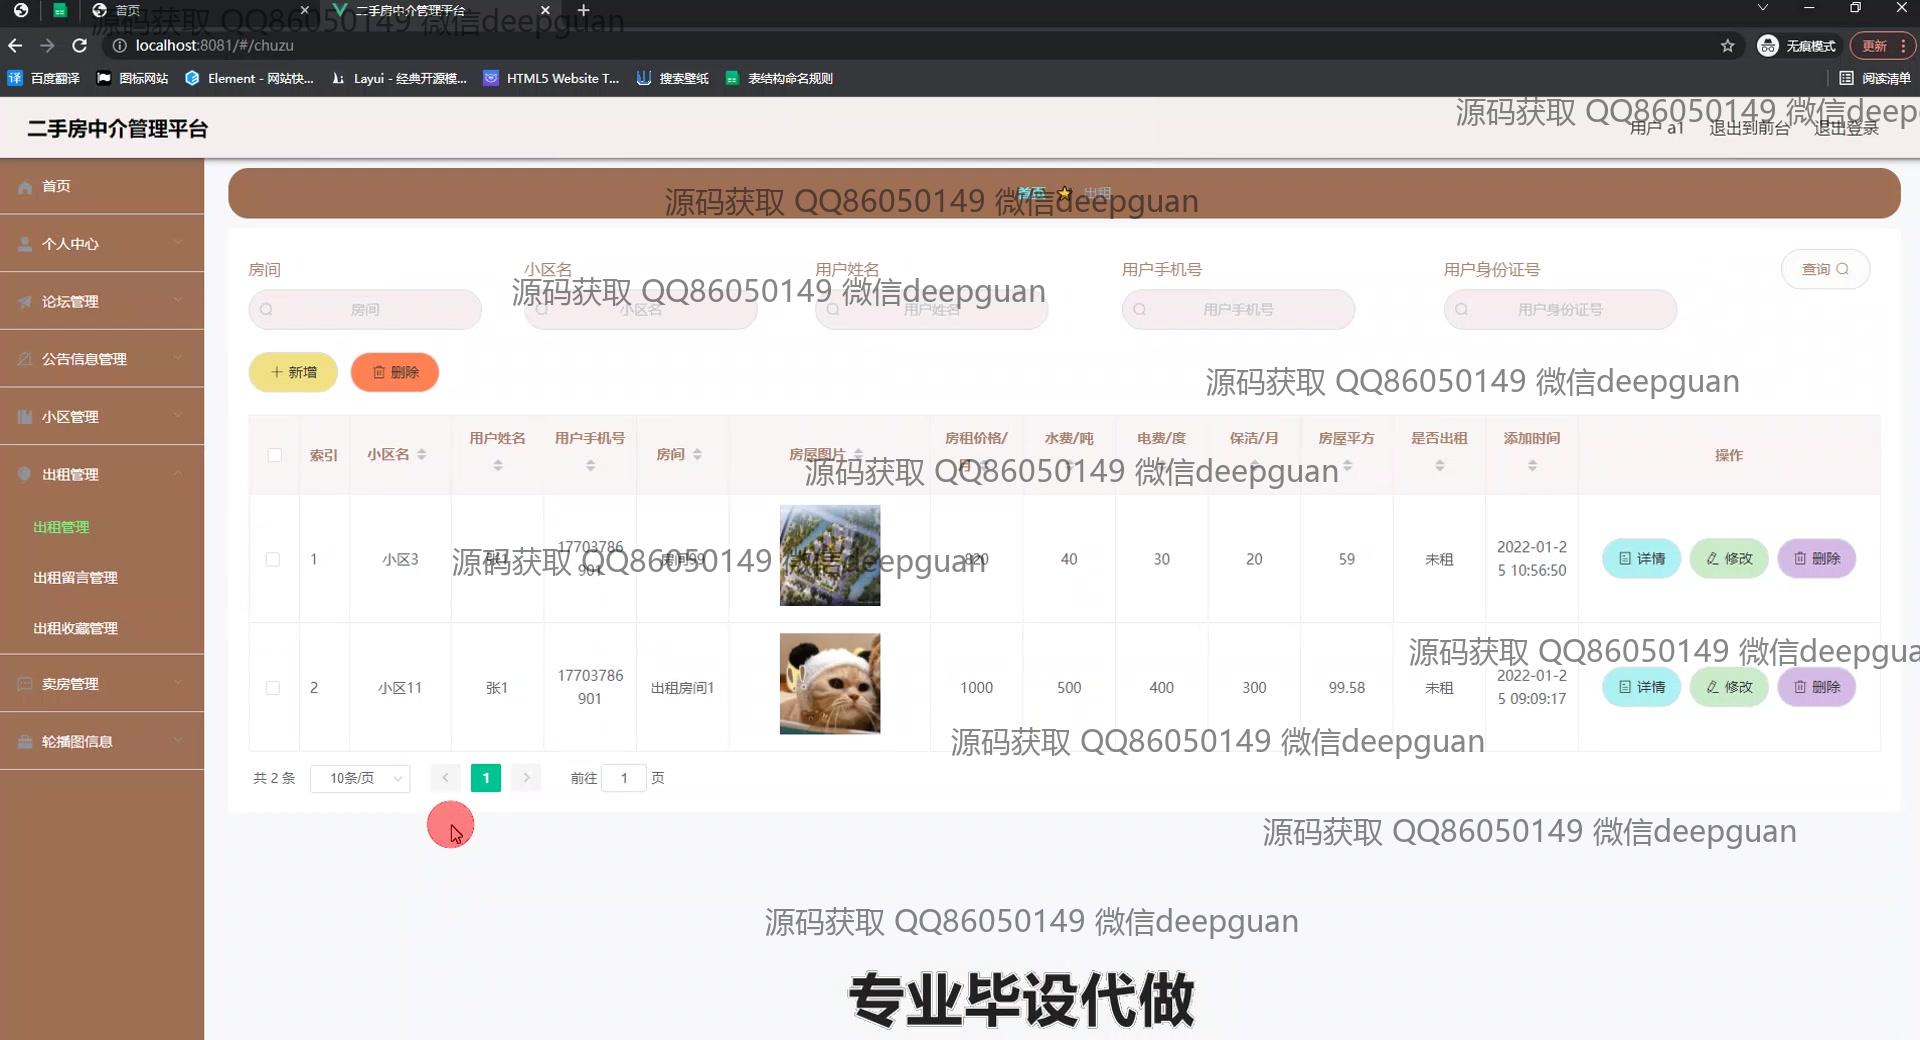 首页
二手房中介管理平台
源码获取 QQ86050149 微信deepguan
localhost:8081/#/chuzu
无痕模式
更新
百度翻译
图标网站
Element - 网站快...
Layui - 经典开源模...
HTML5 Website T...
搜索壁纸
表结构命名规则
阅读清单
二手房中介管理平台
源码获取 QQ86050149 微信deep
用户 a1
退出到前台
退出登录
首页
个人中心
论坛管理
公告信息管理
小区管理
出租管理
出租管理
出租留言管理
出租收藏管理
卖房管理
轮播图信息
首页
出租
源码获取 QQ86050149 微信deepguan
房间
小区名
用户姓名
用户手机号
用户身份证号
查询
源码获取 QQ86050149 微信deepguan
房间
小区名
用户姓名
用户手机号
用户身份证号
新增
删除
源码获取 QQ86050149 微信deepguan
索引
小区名
用户姓名
用户手机号
房间
房屋图片
房租价格/
月
水费/吨
电费/度
保洁/月
房屋平方
是否出租
添加时间
操作
源码获取 QQ86050149 微信deepguan
1
小区3
张1
17703786
901
房间99
820
40
30
20
59
未租
2022-01-2
5 10:56:50
详情
修改
删除
源码获取 QQ86050149 微信deepguan
2
小区11
张1
17703786
901
出租房间1
1000
500
400
300
99.58
未租
2022-01-2
5 09:09:17
详情
修改
删除
源码获取 QQ86050149 微信deepgua
源码获取 QQ86050149 微信deepguan
共 2 条
10条/页
1
前往
1
页
源码获取 QQ86050149 微信deepguan
源码获取 QQ86050149 微信deepguan
专业毕设代做